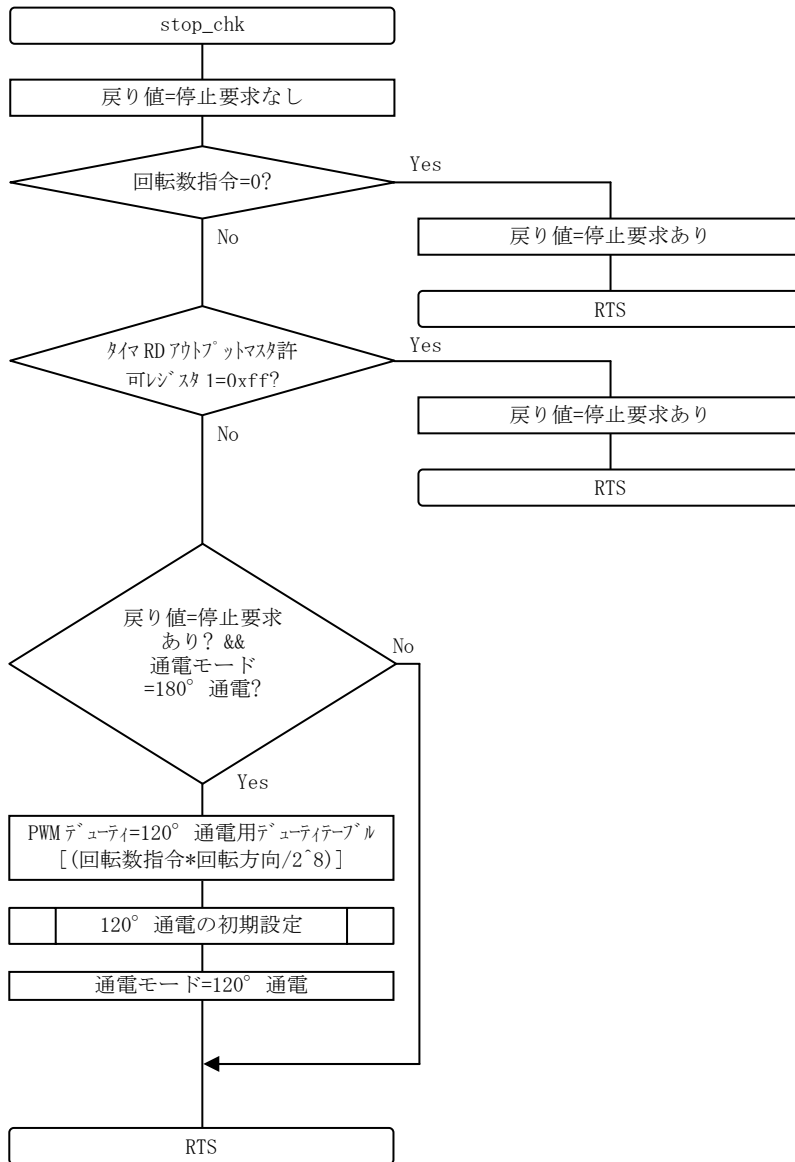 stop_chk
戻り値=停止要求なし
回転数指令=0?
Yes
No
戻り値=停止要求あり
RTS
ﾀｲﾏ RD ｱｳﾄﾌﾟｯﾄﾏｽﾀ許
可ﾚｼﾞｽﾀ 1=0xff?
Yes
No
戻り値=停止要求あり
RTS
戻り値=停止要求
あり? &&
通電モード
=180° 通電?
No
Yes
PWM ﾃﾞｭｰﾃｨ=120° 通電用ﾃﾞｭｰﾃｨﾃｰﾌﾞﾙ
[(回転数指令*回転方向/2^8)]
120° 通電の初期設定
通電モード=120° 通電
RTS